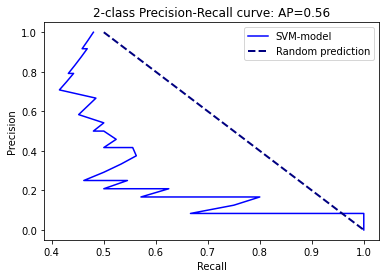 2-class Precision-Recall curve: AP=0.56
SVM-model
Random prediction
Precision
1.0
0.8
0.6
0.4
0.2
0.0
0.4 0.5 0.6 0.7 0.8 0.9 1.0
Recall